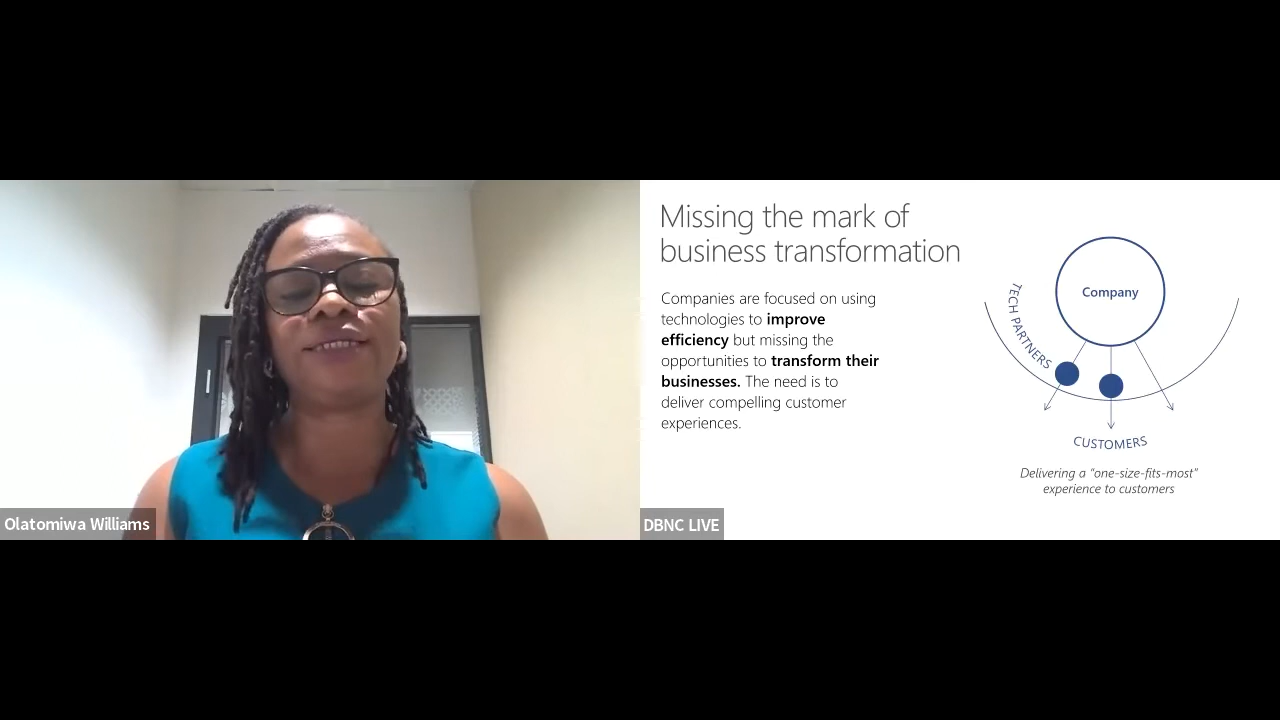 Olatomiwa Williams
Missing the mark of
business transformation
Companies are focused on using
technologies to improve
efficiency but missing the
opportunities to transform their
businesses. The need is to
deliver compelling customer
experiences.
Company
TECH PARTNERS
CUSTOMERS
Delivering a "one-size-fits-most"
experience to customers
DBNC LIVE